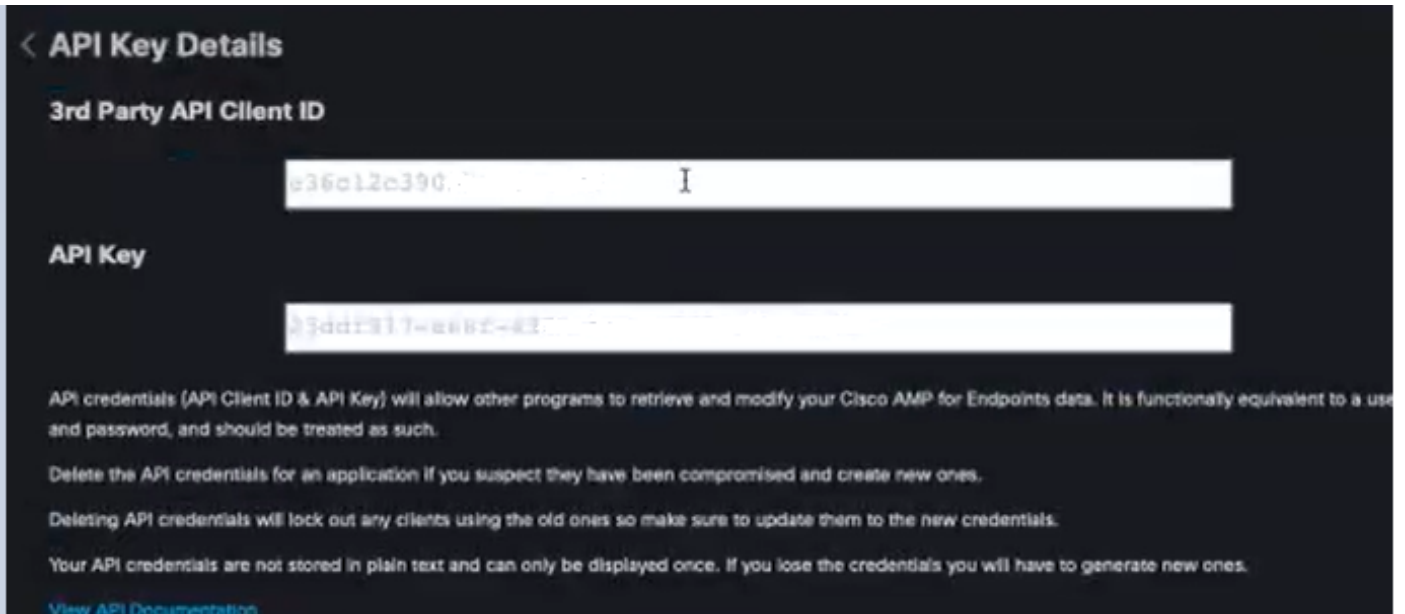 < API Key Details
3rd Party API Client ID
e36c12c390
API Key
API credentials (API Client ID & API Key) will allow other programs to retrieve and modify your Cisco AMP for Endpoints data. It is functionally equivalent to a use
and password, and should be treated as such.
Delete the API credentials for an application if you suspect they have been compromised and create new ones.
Deleting API credentials will lock out any clients using the old ones so make sure to update them to the new credentials.
Your API credentials are not stored in plain text and can only be displayed once. If you lose the credentials you will have to generate new ones.
View API Documentation